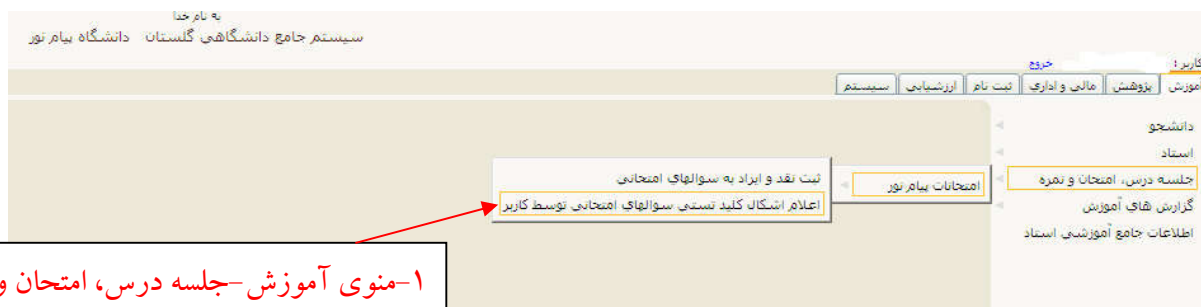 به نام خدا
سیستم جامع دانشگاهی گلستان   دانشگاه پیام نور
کاربر :   خروج
آموزش   پژوهش   مالی و اداری   ثبت نام   ارزشیابی   سیستم
دانشجو
استاد
جلسه درس، امتحان و نمره
گزارش های آموزش
اطلاعات جامع آموزشی استاد
امتحانات پیام نور
ثبت نقد و ایراد به سوالهای امتحانی
اعلام اشکال کلید تستی سوالهای امتحانی توسط کاربر
۱-منوی آموزش-جلسه درس، امتحان و